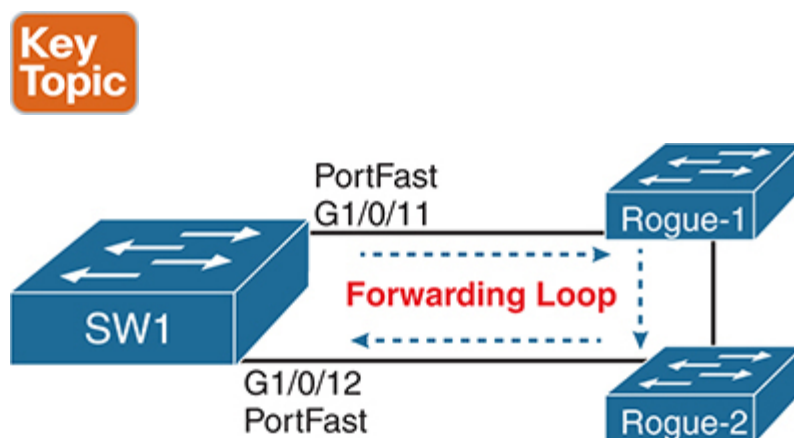 Key
Topic
PortFast
G1/0/11
Rogue-1
Forwarding Loop
SW1
G1/0/12
PortFast
Rogue-2